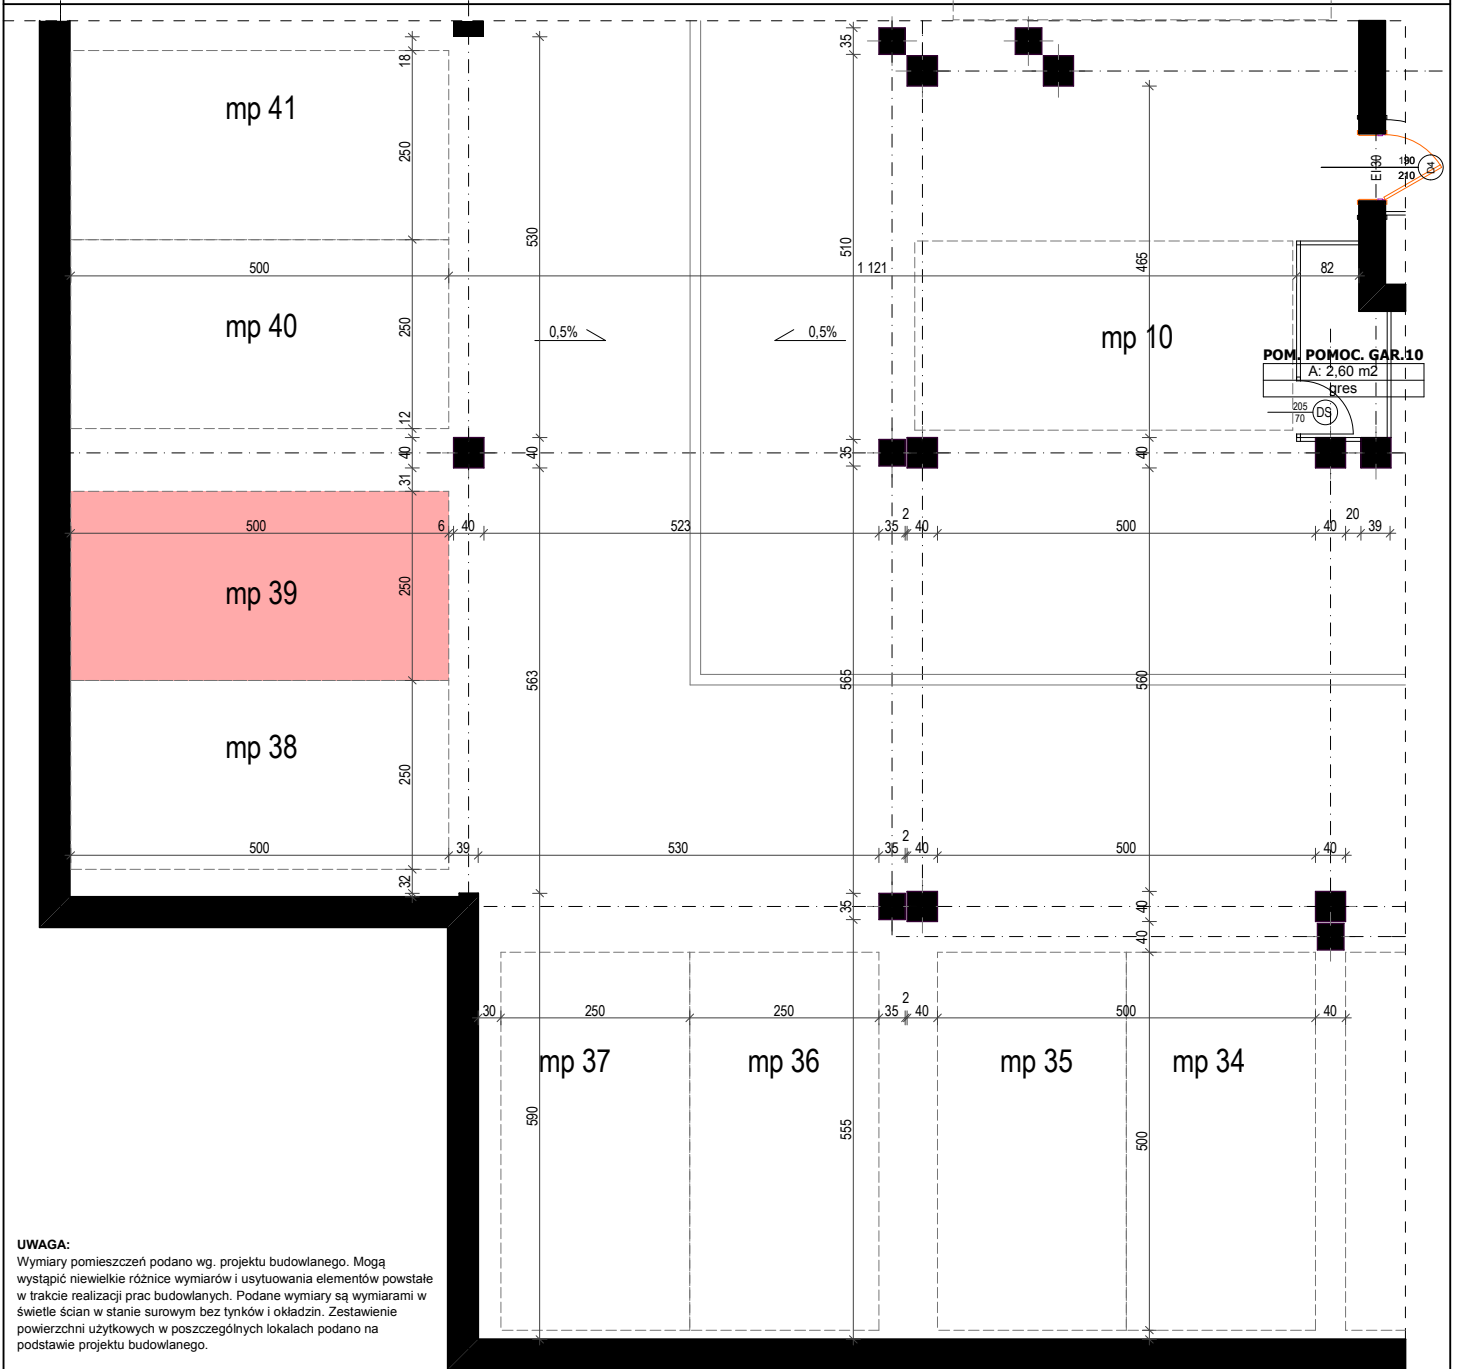 35
18
mp 41
250
EI 30
190
210
D4
530
510
465
500
1 121
82
mp 40
250
0,5%
0,5%
mp 10
POM. POMOC. GAR.10
A: 2,60 m2
gres
205
70
DS
12
40
40
35
40
31
500
6
40
523
35
2
40
500
40
20
39
mp 39
250
563
565
560
mp 38
250
500
39
530
35
2
40
500
40
32
35
40
40
30
250
250
35
2
40
500
40
mp 37
mp 36
mp 35
mp 34
590
555
500
UWAGA:
Wymiary pomieszczeń podano wg. projektu budowlanego. Mogą
wystąpić niewielkie różnice wymiarów i usytuowania elementów powstałe
w trakcie realizacji prac budowlanych. Podane wymiary są wymiarami w
świetle ścian w stanie surowym bez tynków i okładzin. Zestawienie
powierzchni użytkowych w poszczególnych lokalach podano na
podstawie projektu budowlanego.